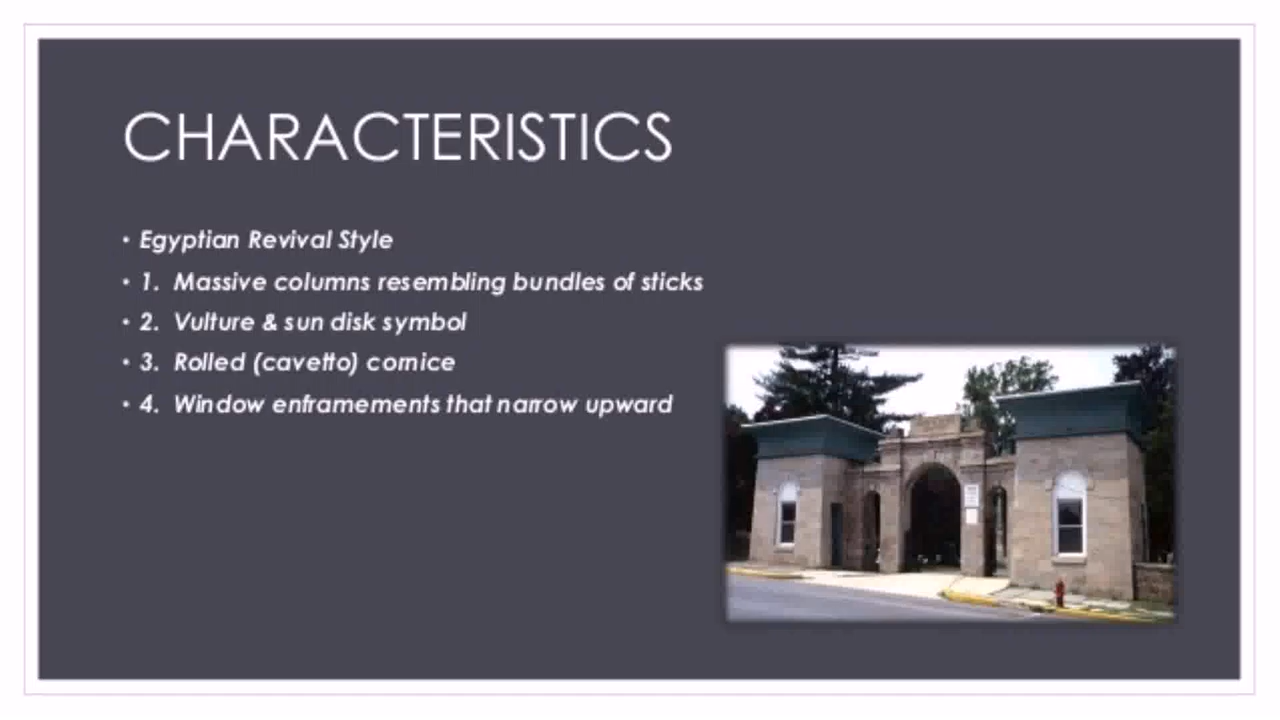 CHARACTERISTICS
• Egyptian Revival Style
• 1. Massive columns resembling bundles of sticks
• 2. Vulture & sun disk symbol
• 3. Rolled (cavetto) cornice
• 4. Window enframements that narrow upward